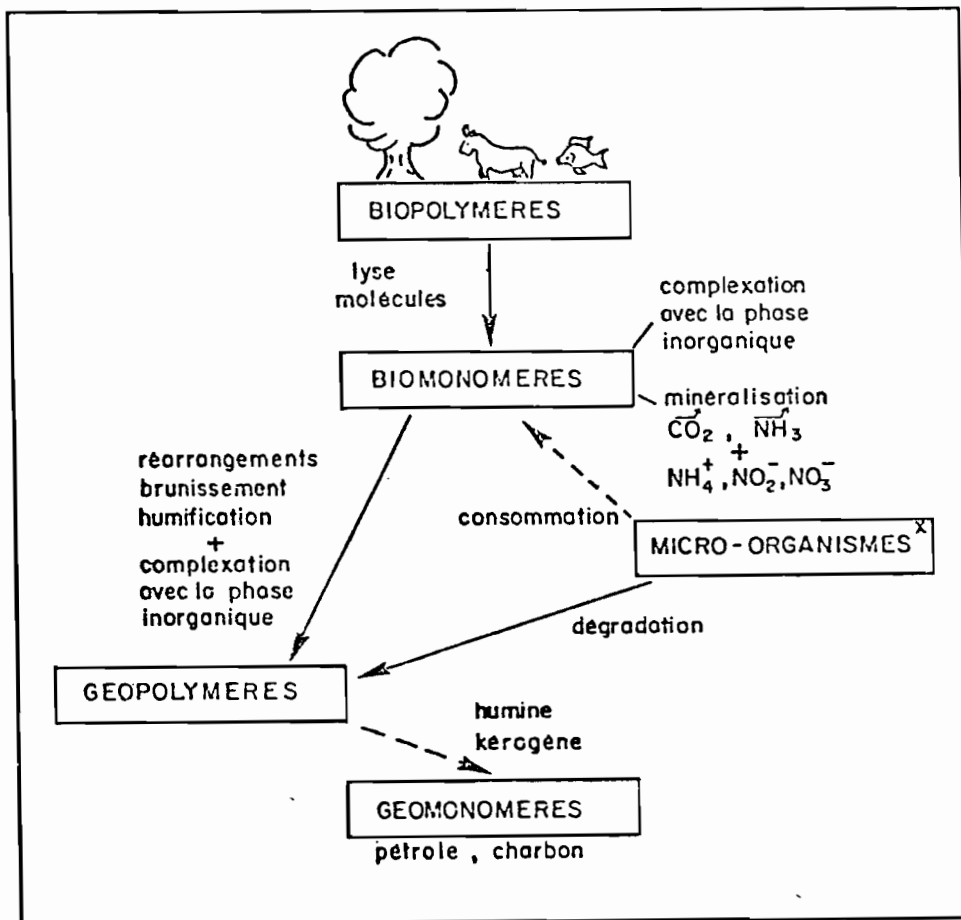 BIOPOLYMERES
lyse
molécules
complexation
avec la phase
inorganique
BIOMONOMERES
minéralisation
CO₂ , NH₃
+
NH₄⁺, NO₂⁻, NO₃⁻
réarrangements
brunissement
humification
+
complexation
avec la phase
inorganique
consommation
MICRO-ORGANISMES ˣ
dégradation
GEOPOLYMERES
humine
kérogène
GEOMONOMERES
pétrole , charbon